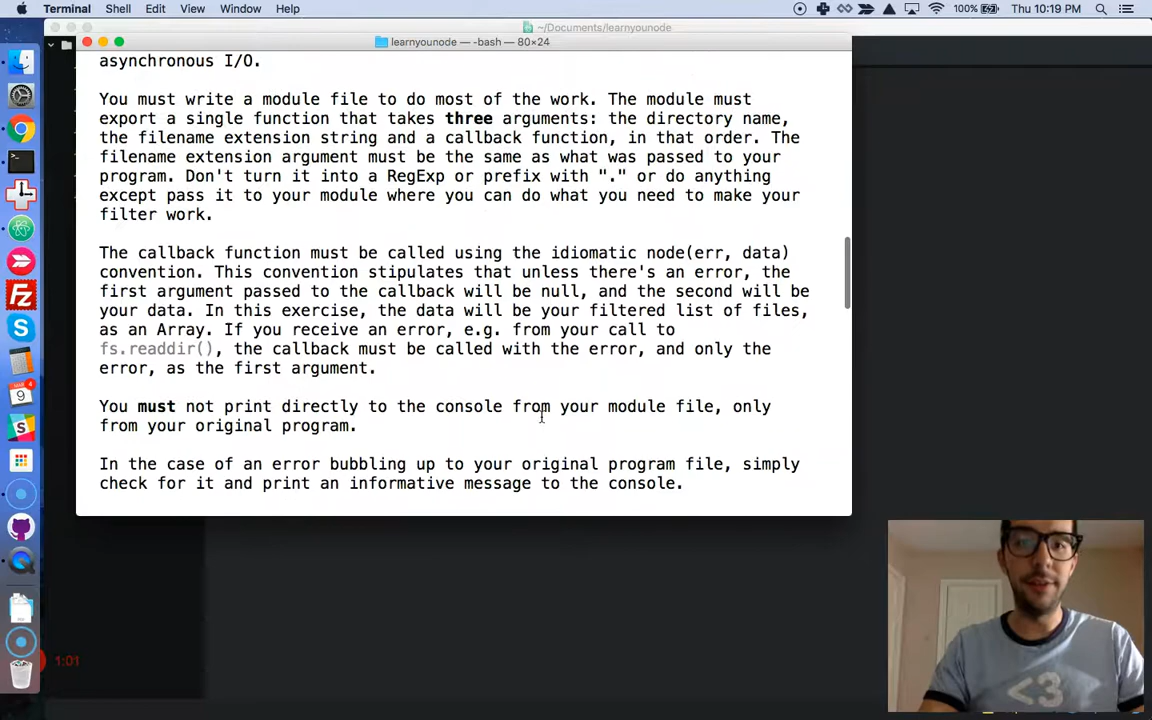 Terminal Shell Edit View Window Help
100% Thu 10:19 PM
~/Documents/learnyounode
learnyounode — -bash — 80×24
asynchronous I/O.
You must write a module file to do most of the work. The module must
export a single function that takes three arguments: the directory name,
the filename extension string and a callback function, in that order. The
filename extension argument must be the same as what was passed to your
program. Don't turn it into a RegExp or prefix with "." or do anything
except pass it to your module where you can do what you need to make your
filter work.
The callback function must be called using the idiomatic node(err, data)
convention. This convention stipulates that unless there's an error, the
first argument passed to the callback will be null, and the second will be
your data. In this exercise, the data will be your filtered list of files,
as an Array. If you receive an error, e.g. from your call to
fs.readdir(), the callback must be called with the error, and only the
error, as the first argument.
You must not print directly to the console from your module file, only
from your original program.
In the case of an error bubbling up to your original program file, simply
check for it and print an informative message to the console.
Fz
S
9
1:01
<3